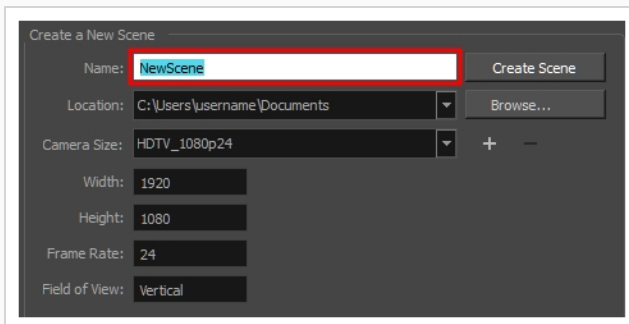 Create a New Scene
Name: NewScene Create Scene
Location: C:\Users\username\Documents Browse...
Camera Size: HDTV_1080p24 + −
Width: 1920
Height: 1080
Frame Rate: 24
Field of View: Vertical